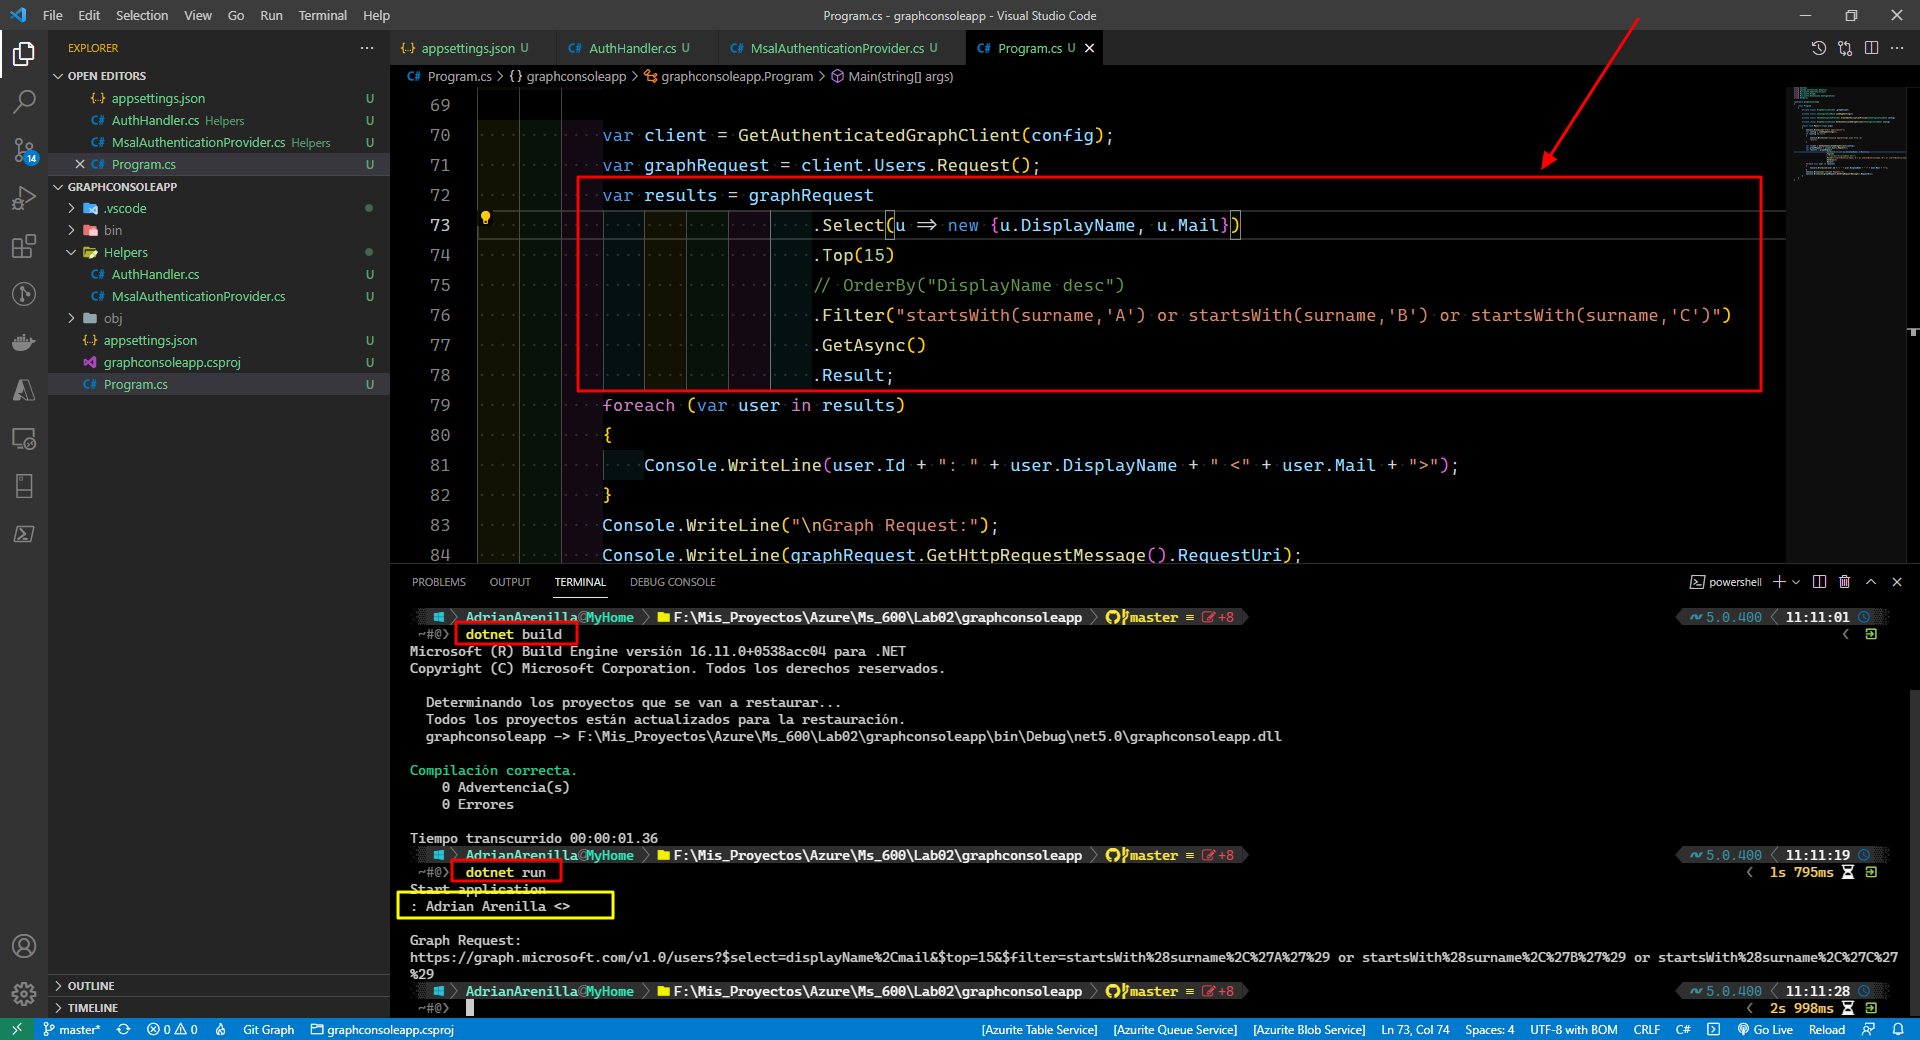 File Edit Selection View Go Run Terminal Help
Program.cs - graphconsoleapp - Visual Studio Code
EXPLORER
OPEN EDITORS
appsettings.json U
AuthHandler.cs Helpers U
MsalAuthenticationProvider.cs Helpers U
Program.cs U
GRAPHCONSOLEAPP
.vscode
bin
Helpers
AuthHandler.cs U
MsalAuthenticationProvider.cs U
obj
appsettings.json U
graphconsoleapp.csproj U
Program.cs U
OUTLINE
TIMELINE
14
appsettings.json U AuthHandler.cs U MsalAuthenticationProvider.cs U Program.cs U
Program.cs > {} graphconsoleapp > graphconsoleapp.Program > Main(string[] args)
69
70 var client = GetAuthenticatedGraphClient(config);
71 var graphRequest = client.Users.Request();
72 var results = graphRequest
73 .Select(u => new {u.DisplayName, u.Mail})
74 .Top(15)
75 // OrderBy("DisplayName desc")
76 .Filter("startsWith(surname,'A') or startsWith(surname,'B') or startsWith(surname,'C')")
77 .GetAsync()
78 .Result;
79 foreach (var user in results)
80 {
81 Console.WriteLine(user.Id + ": " + user.DisplayName + " <" + user.Mail + ">");
82 }
83 Console.WriteLine("\nGraph Request:");
84 Console.WriteLine(graphRequest.GetHttpRequestMessage().RequestUri);
PROBLEMS OUTPUT TERMINAL DEBUG CONSOLE
powershell
AdrianArenilla@MyHome F:\Mis_Proyectos\Azure\Ms_600\Lab02\graphconsoleapp master ≡ +8 5.0.400 11:11:01
~#@❯ dotnet build
Microsoft (R) Build Engine versión 16.11.0+0538acc04 para .NET
Copyright (C) Microsoft Corporation. Todos los derechos reservados.
Determinando los proyectos que se van a restaurar...
Todos los proyectos están actualizados para la restauración.
graphconsoleapp -> F:\Mis_Proyectos\Azure\Ms_600\Lab02\graphconsoleapp\bin\Debug\net5.0\graphconsoleapp.dll
Compilación correcta.
0 Advertencia(s)
0 Errores
Tiempo transcurrido 00:00:01.36
AdrianArenilla@MyHome F:\Mis_Proyectos\Azure\Ms_600\Lab02\graphconsoleapp master ≡ +8 5.0.400 11:11:19
~#@❯ dotnet run 1s 795ms
Start application
: Adrian Arenilla <>
Graph Request:
https://graph.microsoft.com/v1.0/users?$select=displayName%2Cmail&$top=15&$filter=startsWith%28surname%2C%27A%27%29 or startsWith%28surname%2C%27B%27%29 or startsWith%28surname%2C%27C%27
%29
AdrianArenilla@MyHome F:\Mis_Proyectos\Azure\Ms_600\Lab02\graphconsoleapp master ≡ +8 5.0.400 11:11:28
~#@❯ 2s 998ms
master* 0 0 Git Graph graphconsoleapp.csproj [Azurite Table Service] [Azurite Queue Service] [Azurite Blob Service] Ln 73, Col 74 Spaces: 4 UTF-8 with BOM CRLF C# Go Live Reload